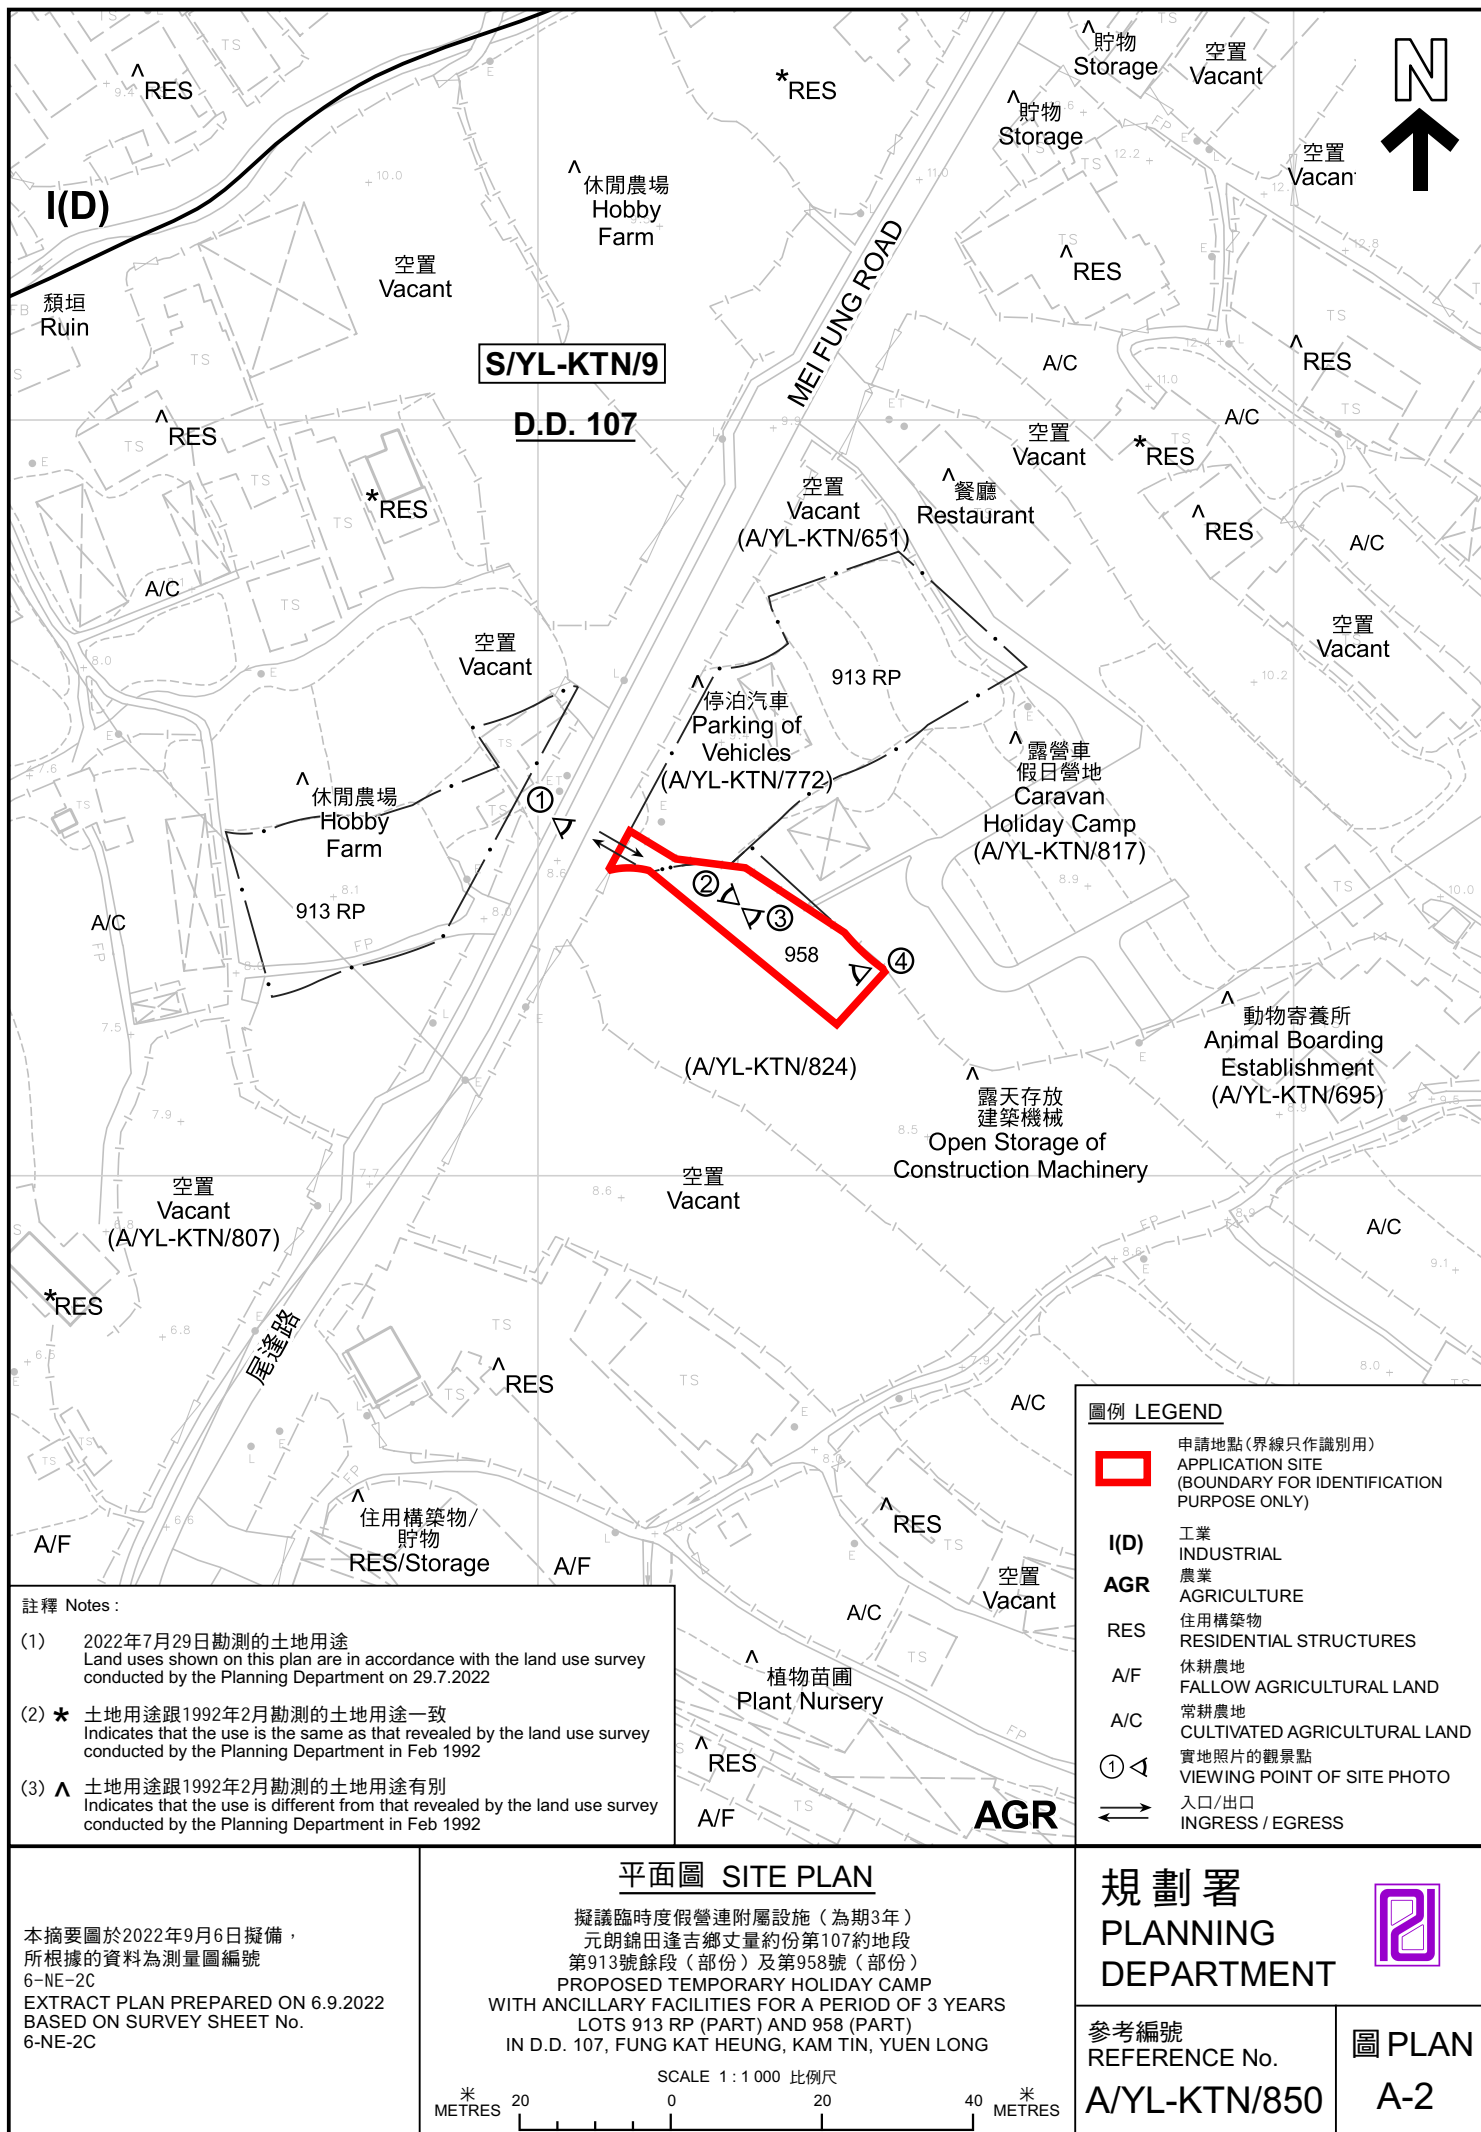 I(D)
^
RES
*
RES
^
休閒農場
Hobby
Farm
空置
Vacant
頹垣
Ruin
^
貯物
Storage
空置
Vacant
^
貯物
Storage
空置
N
^
RES
^
RES
MEI FUNG ROAD
S/YL-KTN/9
D.D. 107
^
RES
*
RES
A/C
A/C
空置
Vacant
*
RES
空置
Vacant
(A/YL-KTN/651)
^
餐廳
Restaurant
^
RES
A/C
A/C
空置
Vacant
空置
Vacant
913 RP
^
停泊汽車
Parking of
Vehicles
(A/YL-KTN/772)
^
露營車
假日營地
Caravan
Holiday Camp
(A/YL-KTN/817)
^
休閒農場
Hobby
Farm
913 RP
A/C
FP
FP
1
2
3
4
958
(A/YL-KTN/824)
^
動物寄養所
Animal Boarding
Establishment
(A/YL-KTN/695)
^
露天存放
建築機械
Open Storage of
Construction Machinery
空置
Vacant
(A/YL-KTN/807)
空置
Vacant
A/C
*
RES
尾逢路
^
RES
A/C
^
住用構築物/
貯物
RES/Storage
A/F
A/F
^
RES
空置
Vacant
A/C
^
植物苗圃
Plant Nursery
^
RES
A/F
AGR
圖例 LEGEND
申請地點(界線只作識別用)
APPLICATION SITE
(BOUNDARY FOR IDENTIFICATION
PURPOSE ONLY)
I(D)
工業
INDUSTRIAL
AGR
農業
AGRICULTURE
RES
住用構築物
RESIDENTIAL STRUCTURES
A/F
休耕農地
FALLOW AGRICULTURAL LAND
A/C
常耕農地
CULTIVATED AGRICULTURAL LAND
1
實地照片的觀景點
VIEWING POINT OF SITE PHOTO
入口/出口
INGRESS / EGRESS
註釋 Notes :
(1) 2022年7月29日勘測的土地用途
Land uses shown on this plan are in accordance with the land use survey
conducted by the Planning Department on 29.7.2022
(2) * 土地用途跟1992年2月勘測的土地用途一致
Indicates that the use is the same as that revealed by the land use survey
conducted by the Planning Department in Feb 1992
(3) ^ 土地用途跟1992年2月勘測的土地用途有別
Indicates that the use is different from that revealed by the land use survey
conducted by the Planning Department in Feb 1992
本摘要圖於2022年9月6日擬備，
所根據的資料為測量圖編號
6-NE-2C
EXTRACT PLAN PREPARED ON 6.9.2022
BASED ON SURVEY SHEET No.
6-NE-2C
平面圖 SITE PLAN
擬議臨時度假營連附屬設施（為期3年）
元朗錦田逢吉鄉丈量約份第107約地段
第913號餘段（部份）及第958號（部份）
PROPOSED TEMPORARY HOLIDAY CAMP
WITH ANCILLARY FACILITIES FOR A PERIOD OF 3 YEARS
LOTS 913 RP (PART) AND 958 (PART)
IN D.D. 107, FUNG KAT HEUNG, KAM TIN, YUEN LONG
SCALE 1 : 1 000 比例尺
米
METRES
20 0 20 40
米
METRES
規劃署
PLANNING
DEPARTMENT
參考編號
REFERENCE No.
A/YL-KTN/850
圖 PLAN
A-2